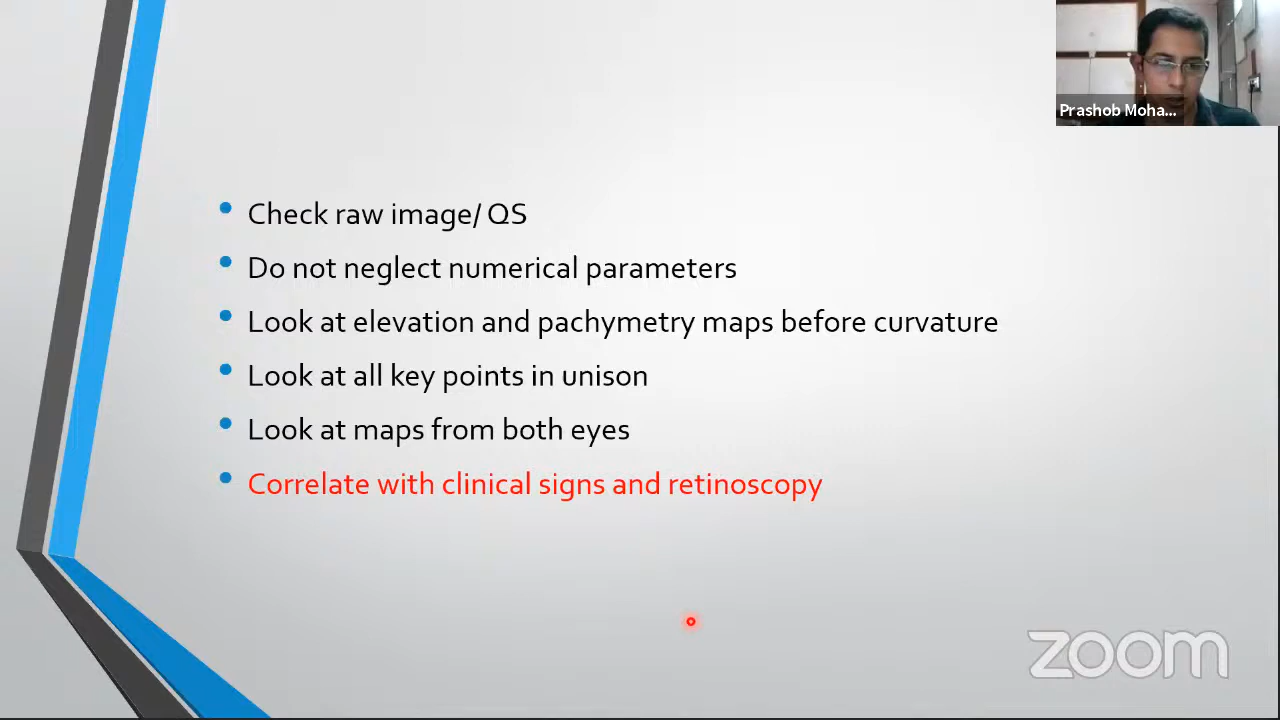 Prashob Moha...
• Check raw image/ QS
• Do not neglect numerical parameters
• Look at elevation and pachymetry maps before curvature
• Look at all key points in unison
• Look at maps from both eyes
• Correlate with clinical signs and retinoscopy
zoom